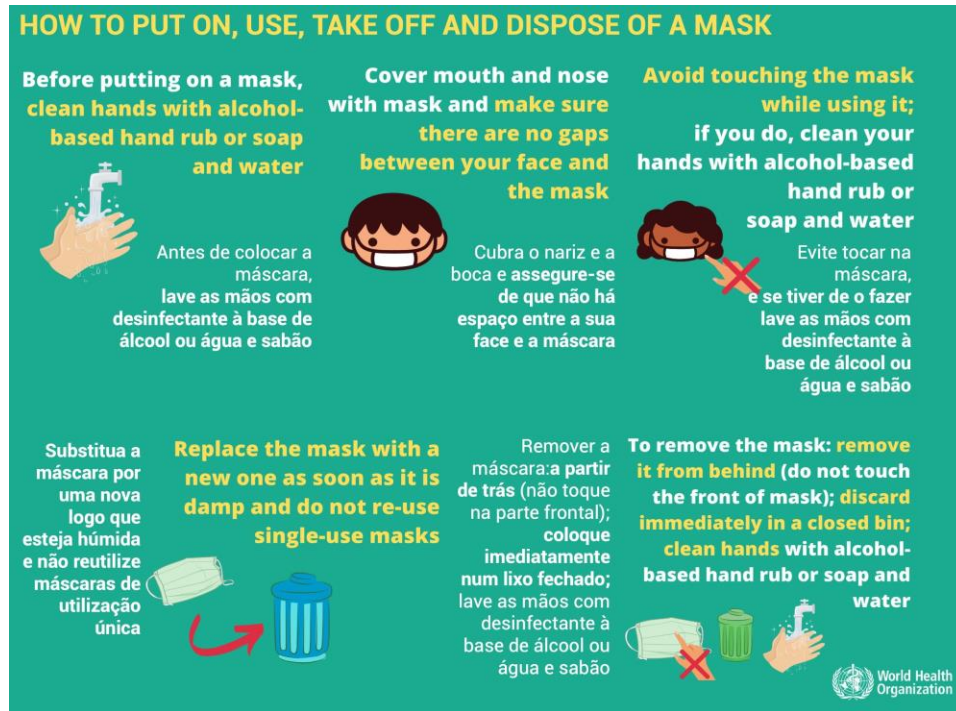 HOW TO PUT ON, USE, TAKE OFF AND DISPOSE OF A MASK
Before putting on a mask,
clean hands with alcohol-
based hand rub or soap
and water
Antes de colocar a
máscara,
lave as mãos com
desinfectante à base de
álcool ou água e sabão
Cover mouth and nose
with mask and make sure
there are no gaps
between your face and
the mask
Cubra o nariz e a
boca e assegure-se
de que não há
espaço entre a sua
face e a máscara
Avoid touching the mask
while using it;
if you do, clean your
hands with alcohol-based
hand rub or
soap and water
Evite tocar na
máscara,
e se tiver de o fazer
lave as mãos com
desinfectante à
base de álcool ou
água e sabão
Substitua a
máscara por
uma nova
logo que
esteja húmida
e não reutilize
máscaras de
utilização
única
Replace the mask with a
new one as soon as it is
damp and do not re-use
single-use masks
Remover a
máscara:a partir
de trás (não toque
na parte frontal);
coloque
imediatamente
num lixo fechado;
lave as mãos com
desinfectante à
base de álcool ou
água e sabão
To remove the mask: remove
it from behind (do not touch
the front of mask); discard
immediately in a closed bin;
clean hands with alcohol-
based hand rub or soap and
water
World Health
Organization